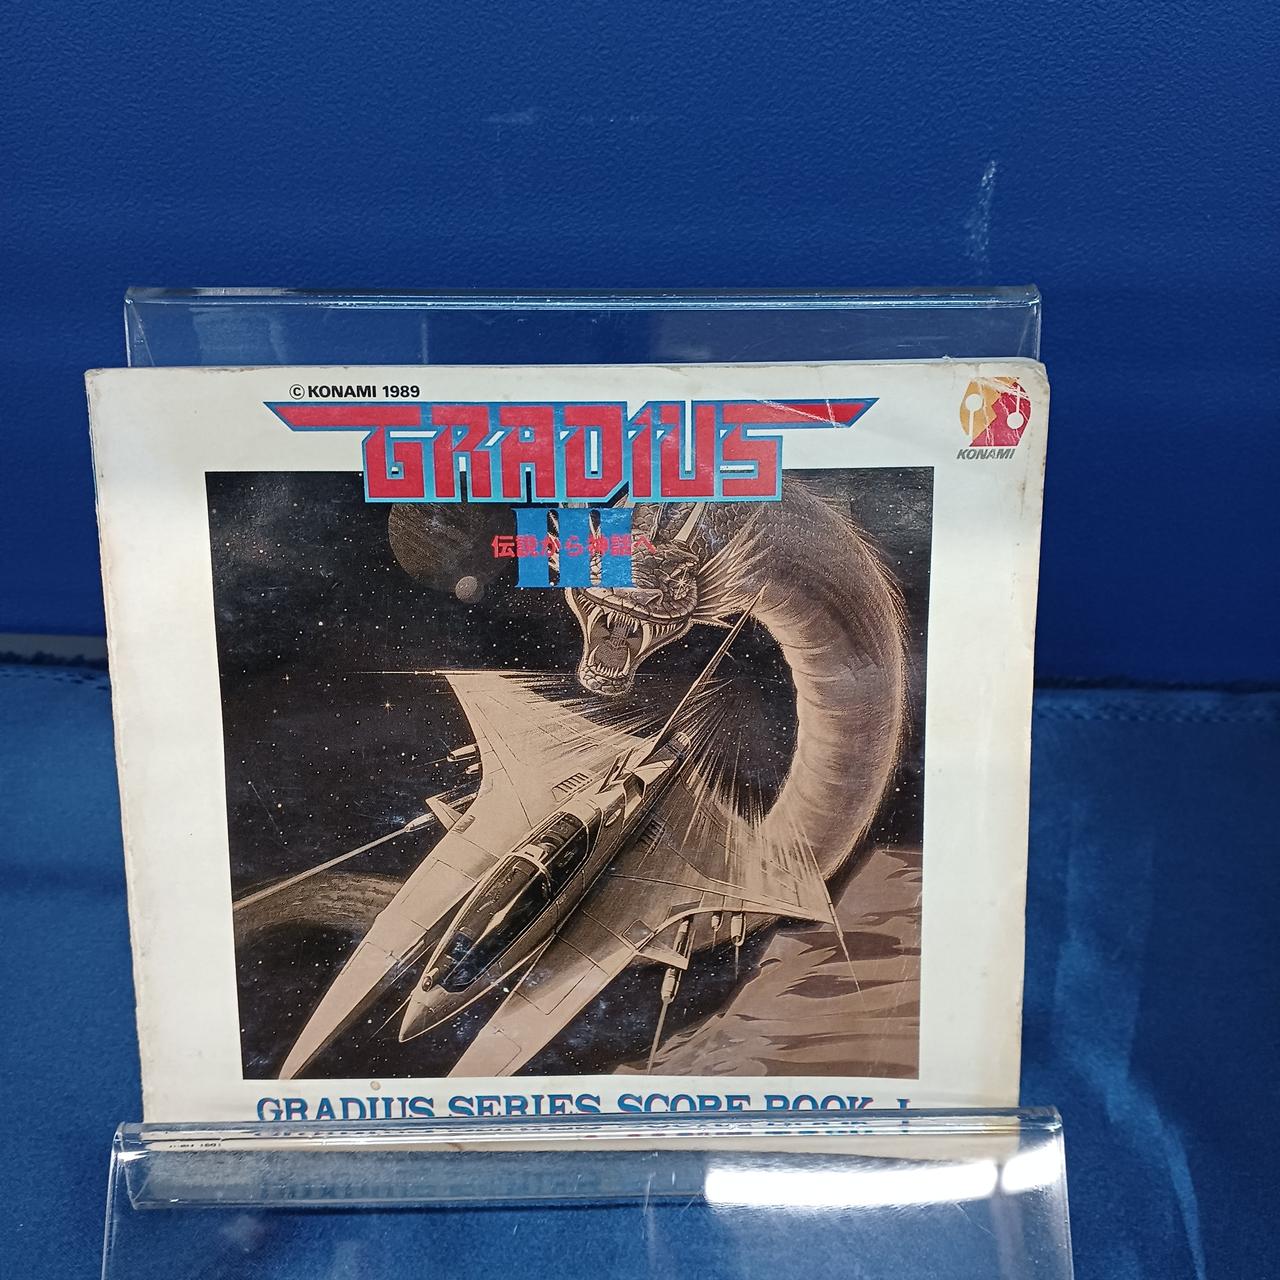 © KONAMI 1989
GRADIUS
III
伝説から神話へ
KONAMI
GRADIUS SERIES SCORE BOOK I